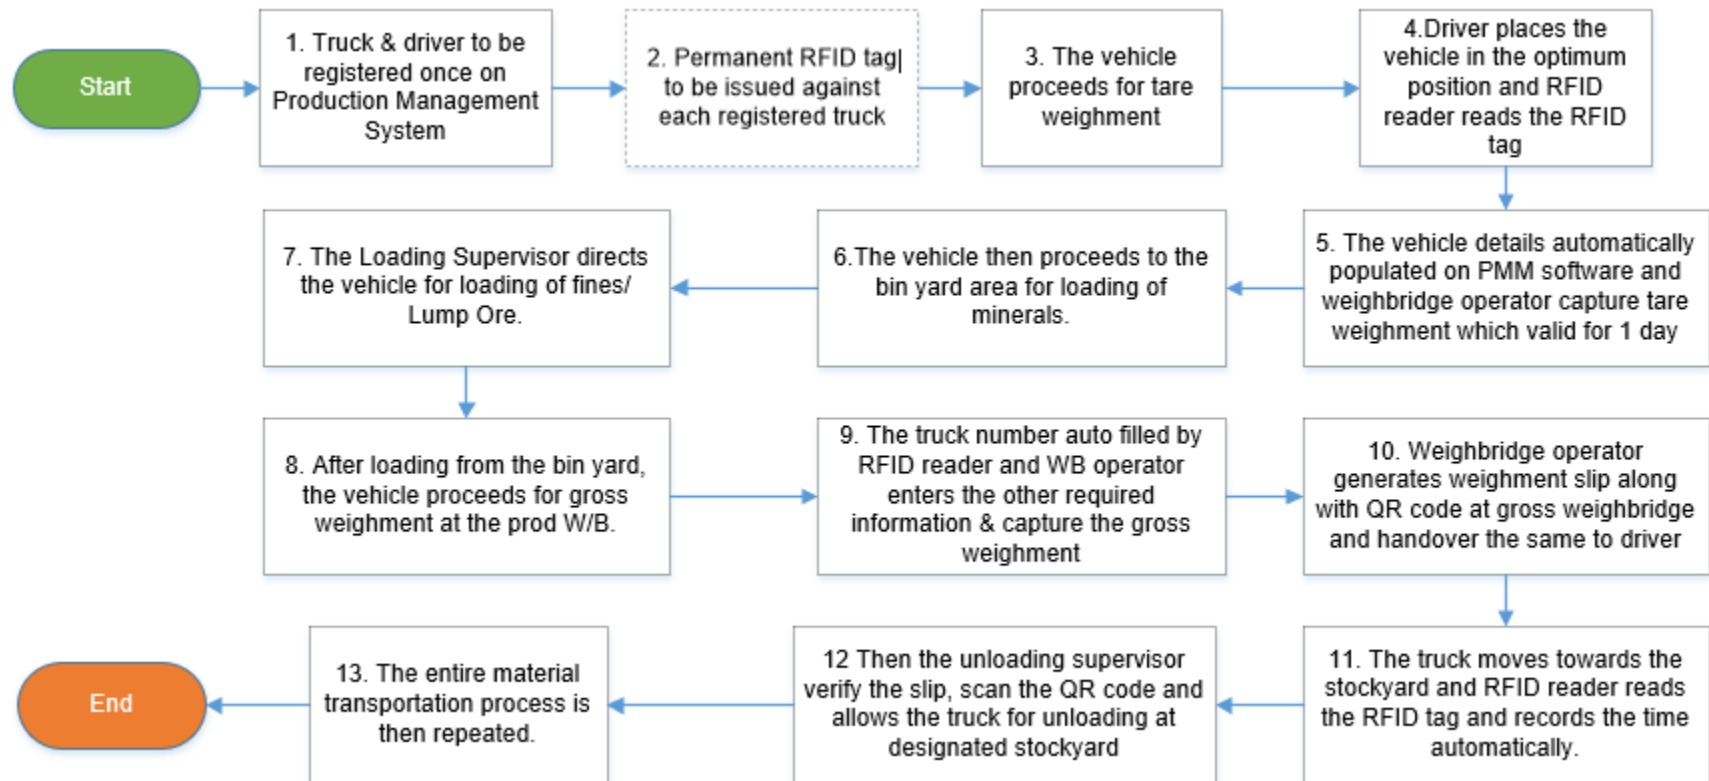 Start
1. Truck & driver to be
registered once on
Production Management
System
2. Permanent RFID tag
to be issued against
each registered truck
3. The vehicle
proceeds for tare
weighment
4.Driver places the
vehicle in the optimum
position and RFID
reader reads the RFID
tag
5. The vehicle details automatically
populated on PMM software and
weighbridge operator capture tare
weighment which valid for 1 day
6.The vehicle then proceeds to the
bin yard area for loading of
minerals.
7. The Loading Supervisor directs
the vehicle for loading of fines/
Lump Ore.
8. After loading from the bin yard,
the vehicle proceeds for gross
weighment at the prod W/B.
9. The truck number auto filled by
RFID reader and WB operator
enters the other required
information & capture the gross
weighment
10. Weighbridge operator
generates weighment slip along
with QR code at gross weighbridge
and handover the same to driver
11. The truck moves towards the
stockyard and RFID reader reads
the RFID tag and records the time
automatically.
12 Then the unloading supervisor
verify the slip, scan the QR code and
allows the truck for unloading at
designated stockyard
13. The entire material
transportation process is
then repeated.
End